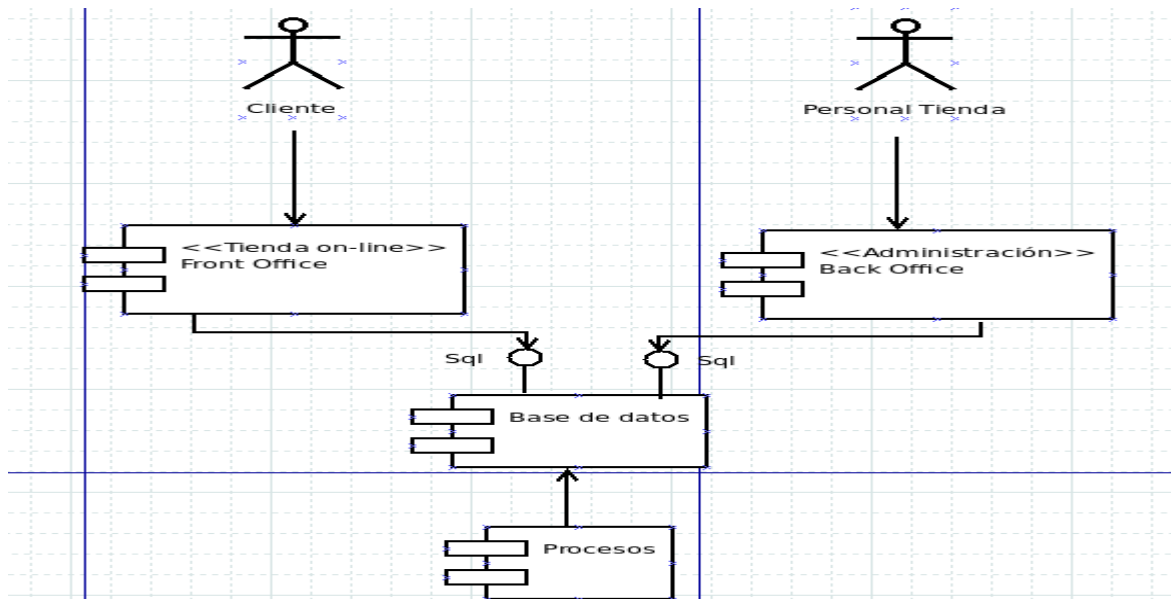 Cliente
Personal Tienda
<<Tienda on-line>>
Front Office
<<Administración>>
Back Office
Sql
Sql
Base de datos
Procesos